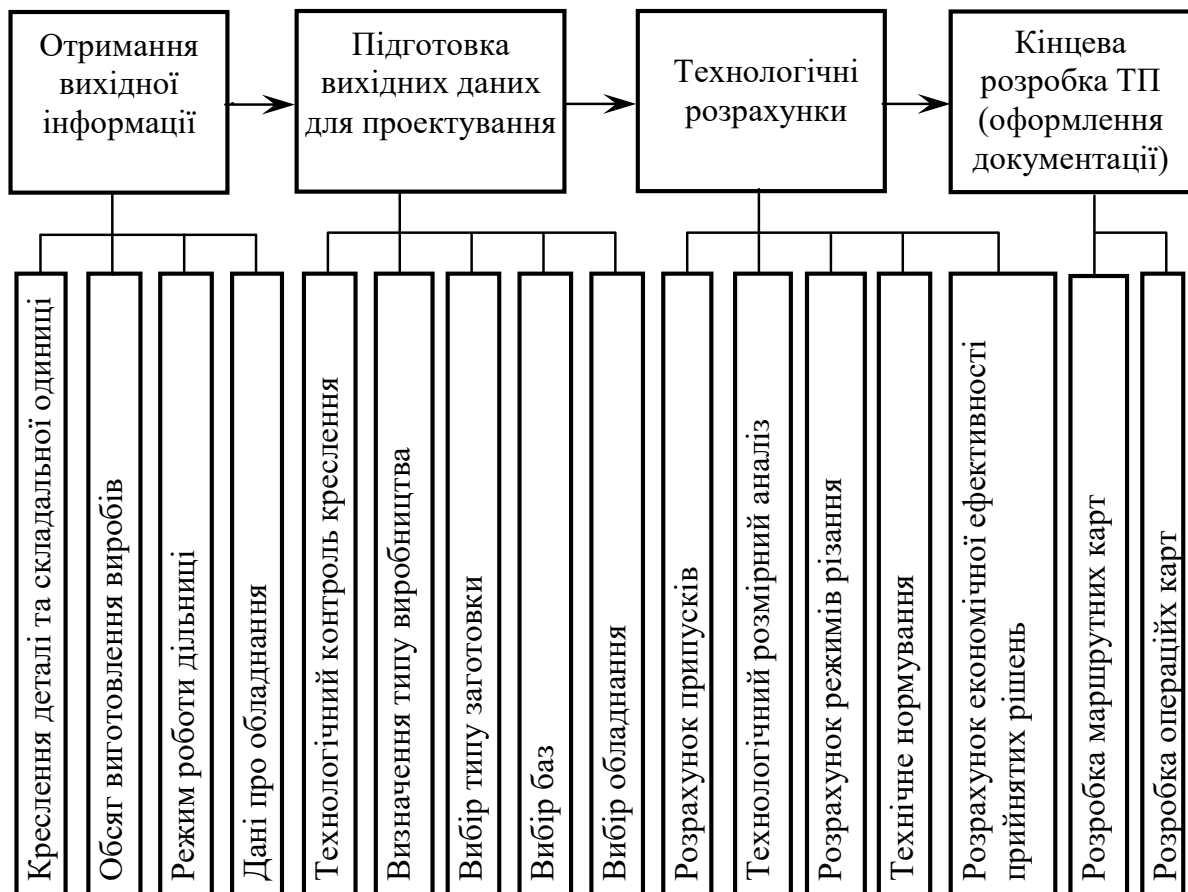 Отримання
вихідної
інформації
Підготовка
вихідних даних
для проектування
Технологічні
розрахунки
Кінцева
розробка ТП
(оформлення
документації)
Креслення деталі та складальної одиниці
Обсяг виготовлення виробів
Режим роботи дільниці
Дані про обладнання
Технологічний контроль креслення
Визначення типу виробництва
Вибір типу заготовки
Вибір баз
Вибір обладнання
Розрахунок припусків
Технологічний розмірний аналіз
Розрахунок режимів різання
Технічне нормування
Розрахунок економічної ефективності
прийнятих рішень
Розробка маршрутних карт
Розробка операційх карт